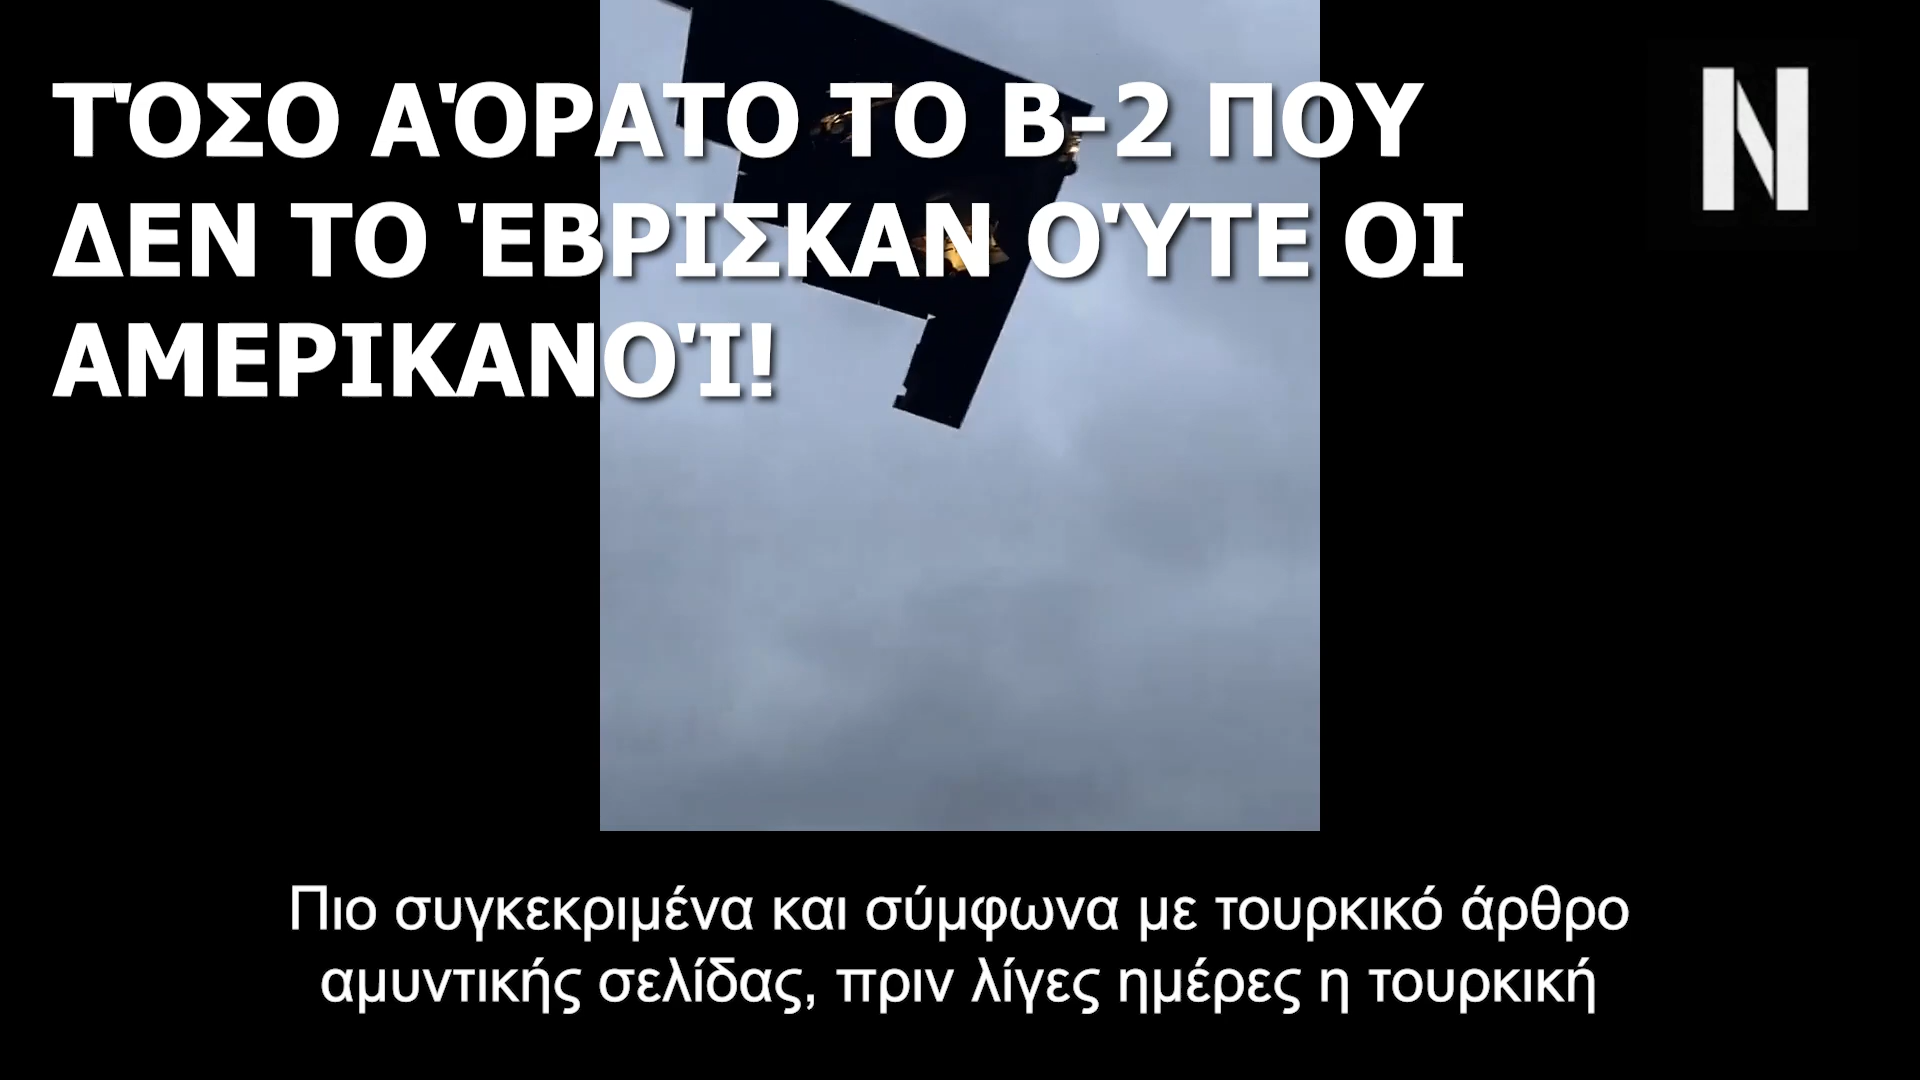 ΤΌΣΟ ΑΌΡΑΤΟ ΤΟ Β-2 ΠΟΥ
ΔΕΝ ΤΟ ΈΒΡΙΣΚΑΝ ΟΎΤΕ ΟΙ
ΑΜΕΡΙΚΑΝΟΊ!
N
Πιο συγκεκριμένα και σύμφωνα με τουρκικό άρθρο
αμυντικής σελίδας, πριν λίγες ημέρες η τουρκική